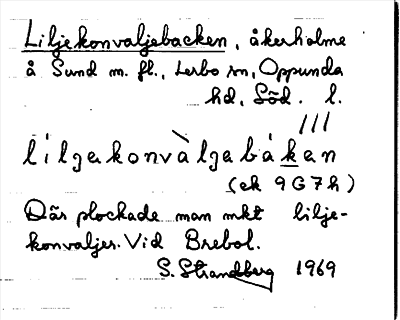 Liljekonvaljebacken, åkerholme
å Sund m. fl., Lerbo sn, Oppunda
hd, Söd. l.
///
lílgekonvàlgebákan
(ek 9G7h)
Där plockade man mkt lilje-
konvaljer. Vid Brebol.
S. Strandberg 1969